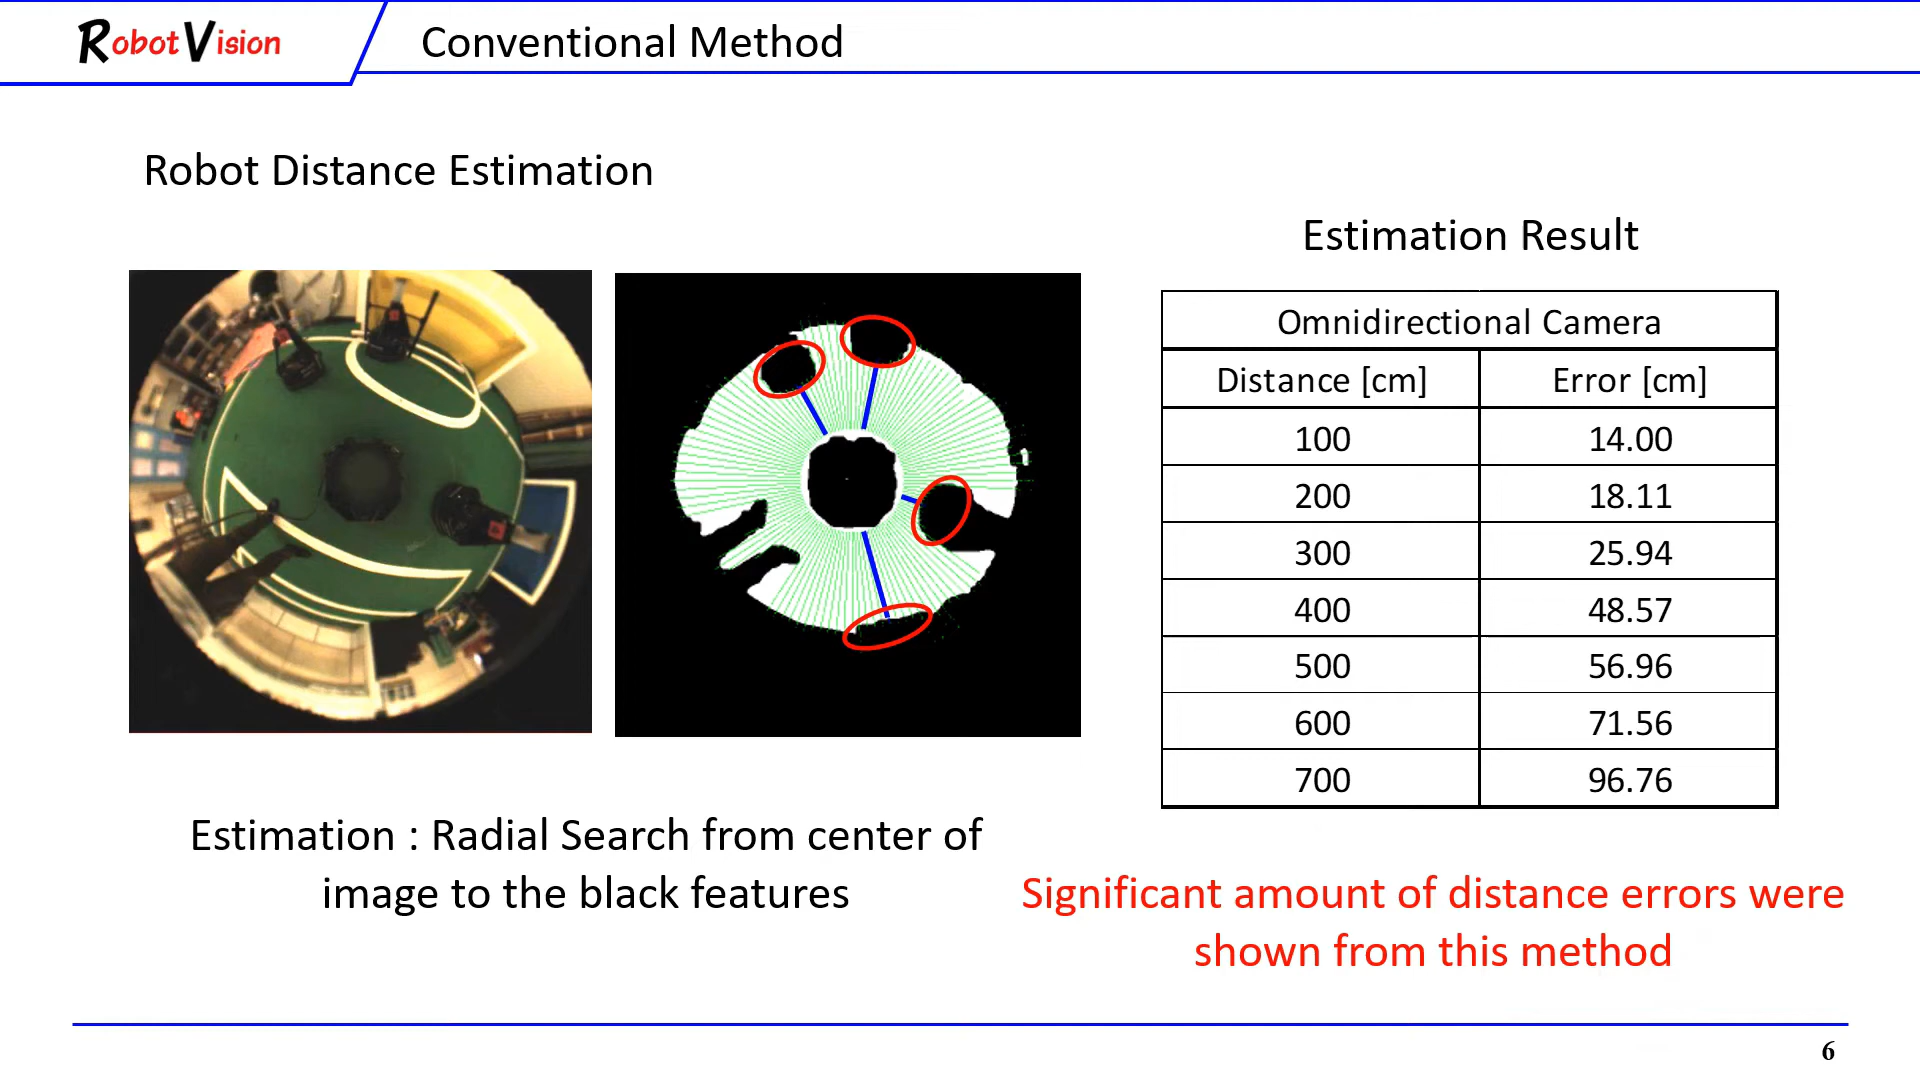 Robot Vision
Conventional Method
Robot Distance Estimation
Estimation Result
Omnidirectional Camera
Distance [cm] Error [cm]
100 14.00
200 18.11
300 25.94
400 48.57
500 56.96
600 71.56
700 96.76
Estimation : Radial Search from center of
image to the black features
Significant amount of distance errors were
shown from this method
6